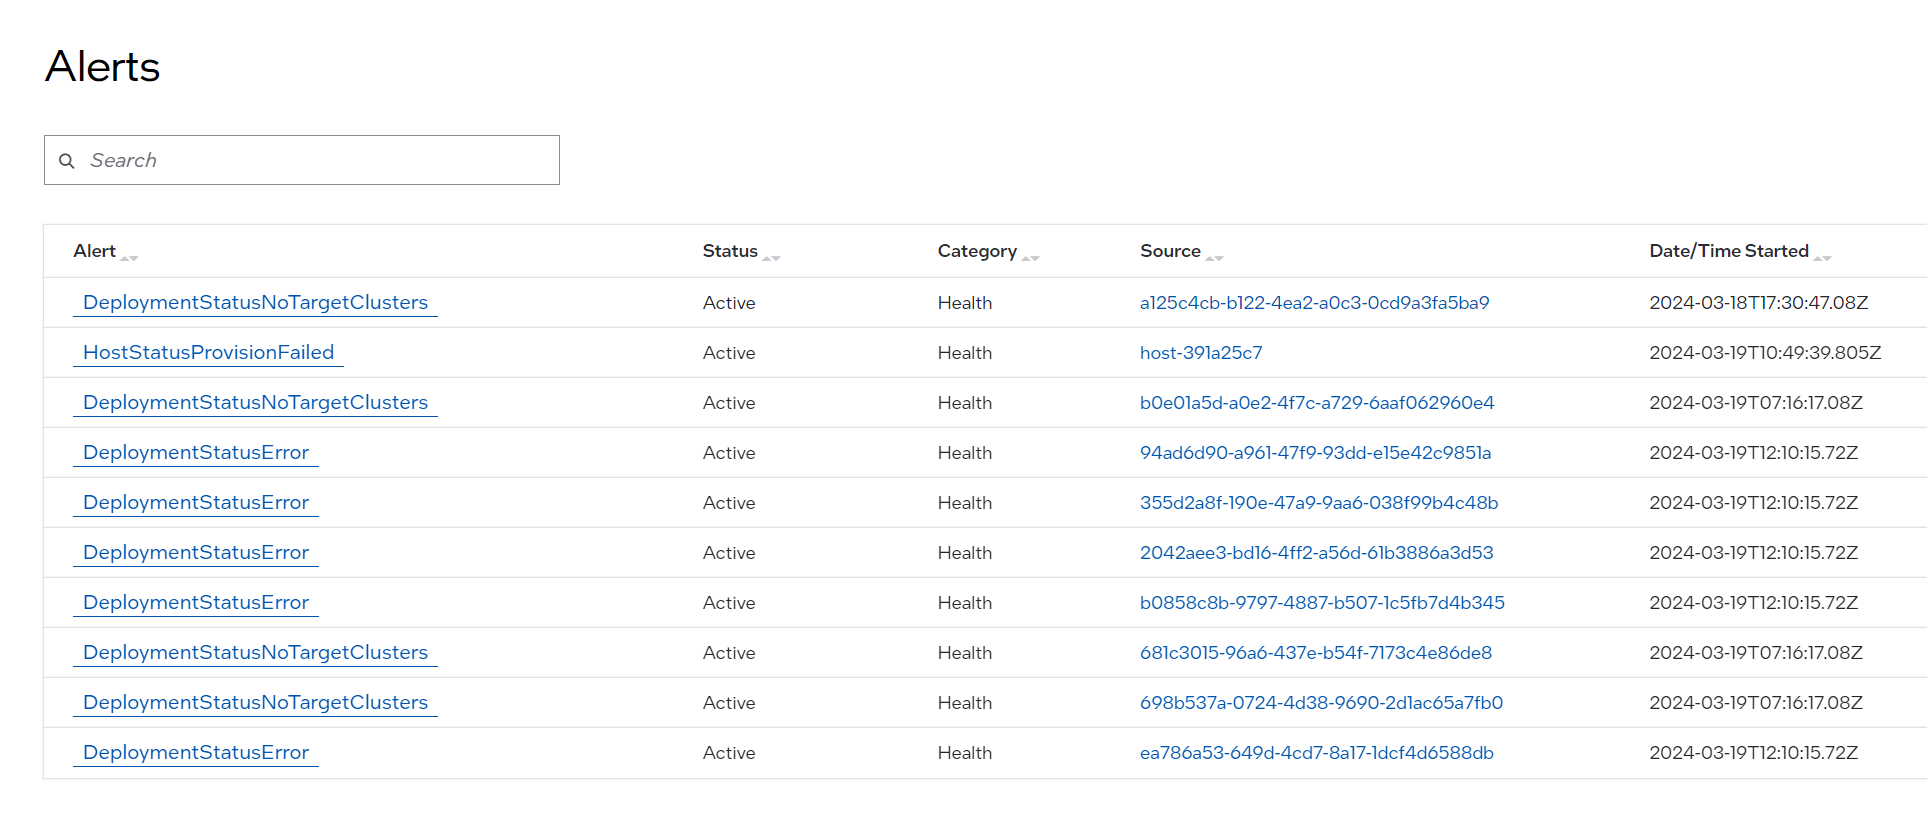 Alerts
Search
Alert Status Category Source Date/Time Started
DeploymentStatusNoTargetClusters Active Health a125c4cb-b122-4ea2-a0c3-0cd9a3fa5ba9 2024-03-18T17:30:47.08Z
HostStatusProvisionFailed Active Health host-391a25c7 2024-03-19T10:49:39.805Z
DeploymentStatusNoTargetClusters Active Health b0e01a5d-a0e2-4f7c-a729-6aaf062960e4 2024-03-19T07:16:17.08Z
DeploymentStatusError Active Health 94ad6d90-a961-47f9-93dd-e15e42c9851a 2024-03-19T12:10:15.72Z
DeploymentStatusError Active Health 355d2a8f-190e-47a9-9aa6-038f99b4c48b 2024-03-19T12:10:15.72Z
DeploymentStatusError Active Health 2042aee3-bd16-4ff2-a56d-61b3886a3d53 2024-03-19T12:10:15.72Z
DeploymentStatusError Active Health b0858c8b-9797-4887-b507-1c5fb7d4b345 2024-03-19T12:10:15.72Z
DeploymentStatusNoTargetClusters Active Health 681c3015-96a6-437e-b54f-7173c4e86de8 2024-03-19T07:16:17.08Z
DeploymentStatusNoTargetClusters Active Health 698b537a-0724-4d38-9690-2d1ac65a7fb0 2024-03-19T07:16:17.08Z
DeploymentStatusError Active Health ea786a53-649d-4cd7-8a17-1dcf4d6588db 2024-03-19T12:10:15.72Z